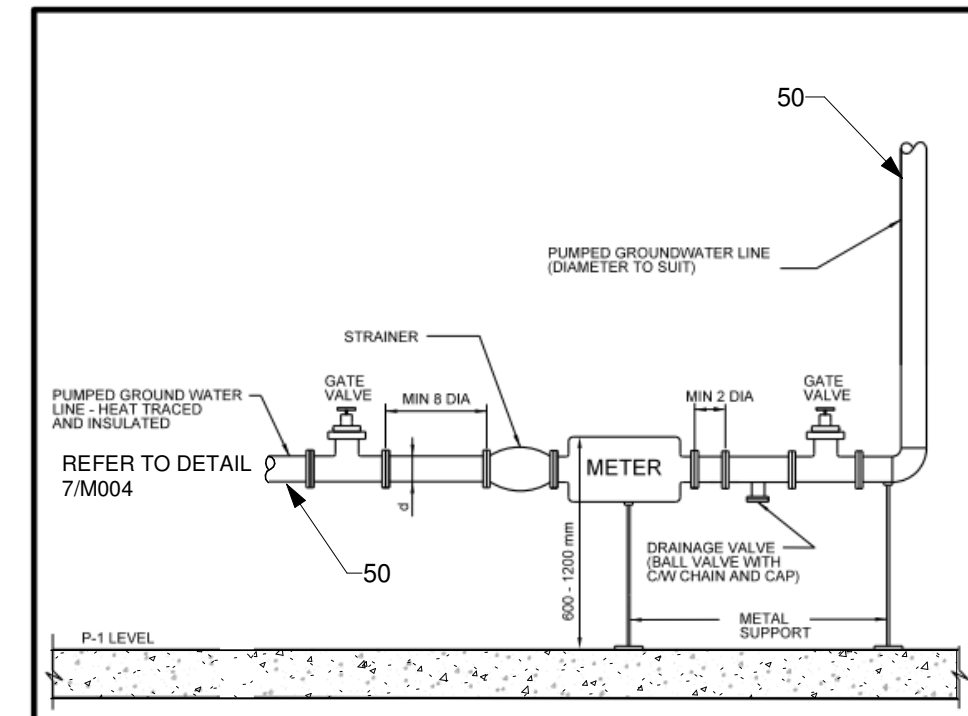 50
PUMPED GROUNDWATER LINE
(DIAMETER TO SUIT)
STRAINER
GATE
VALVE
MIN 8 DIA
MIN 2 DIA
GATE
VALVE
PUMPED GROUND WATER
LINE - HEAT TRACED
AND INSULATED
REFER TO DETAIL
7/M004
METER
d
50
600 - 1200 mm
DRAINAGE VALVE
(BALL VALVE WITH
C/W CHAIN AND CAP)
METAL
SUPPORT
P-1 LEVEL